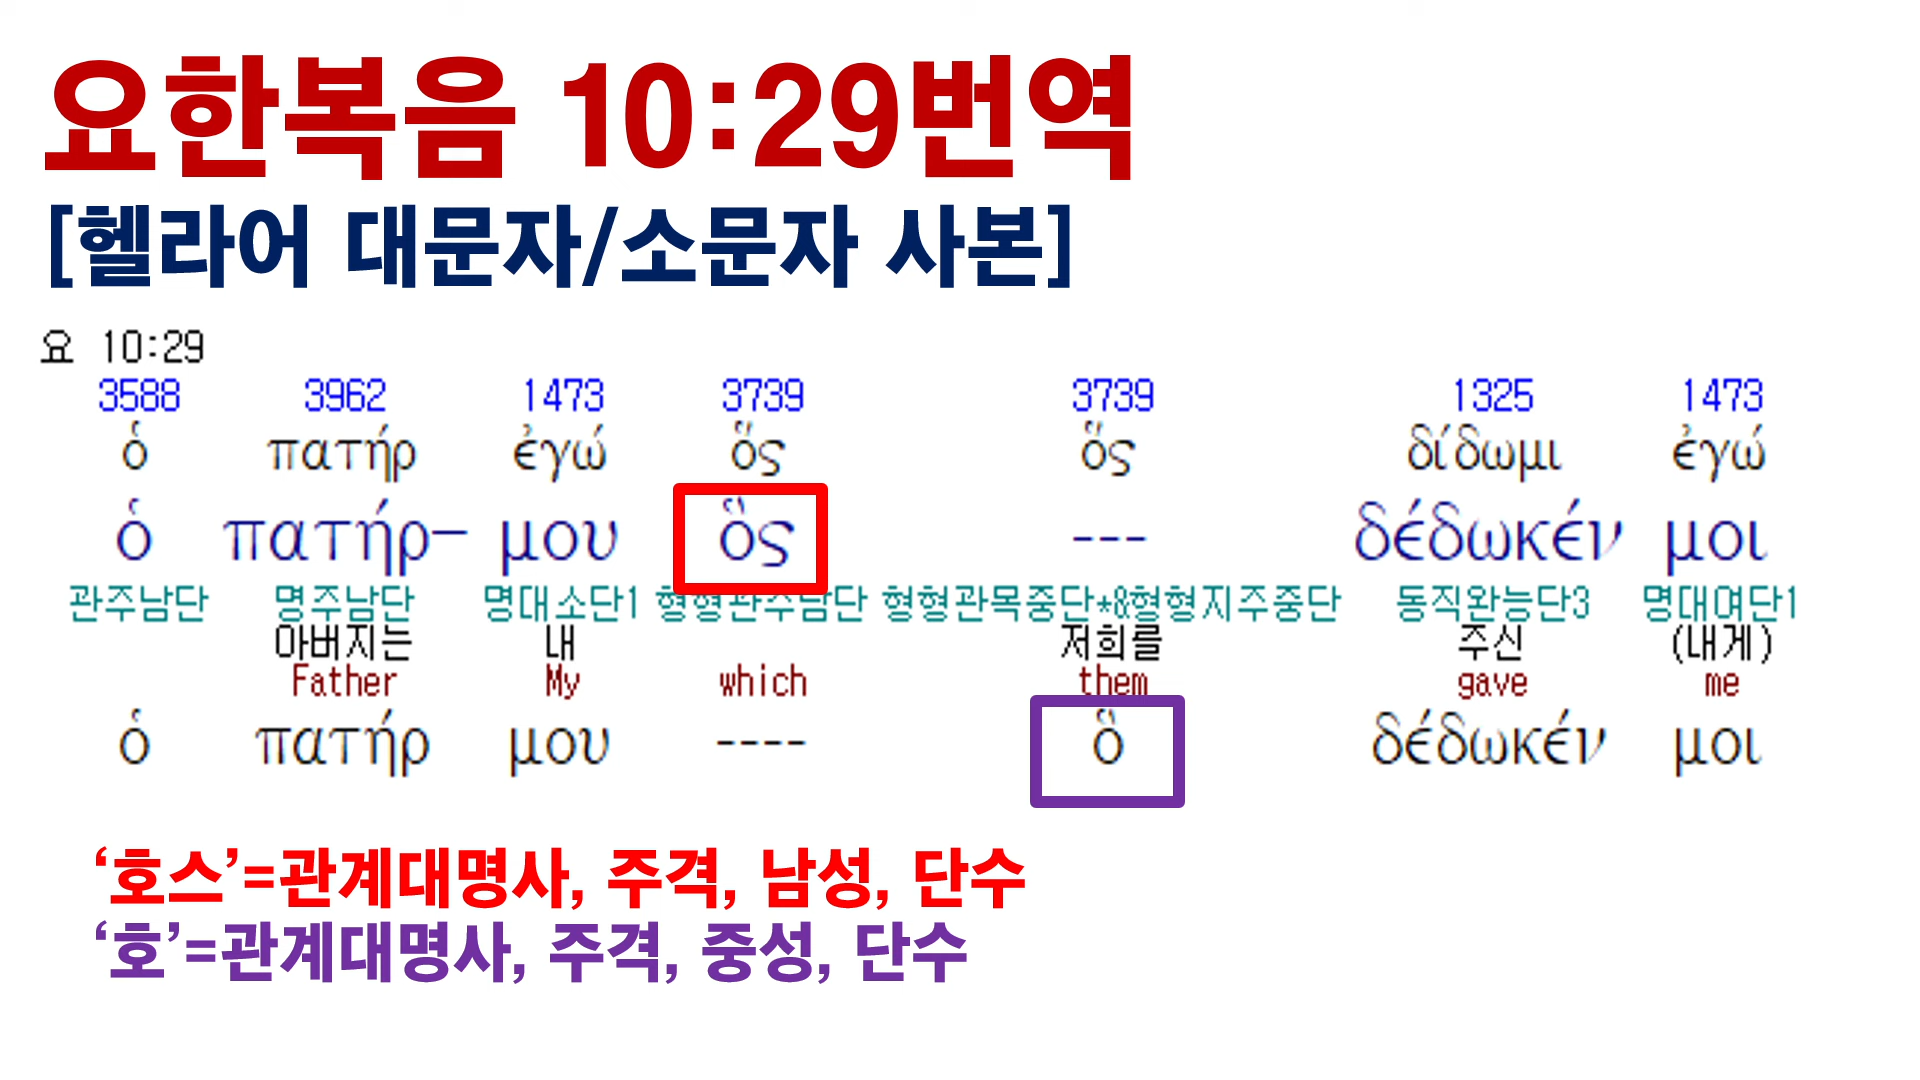 요한복음 10:29번역
[헬라어 대문자/소문자 사본]
요 10:29
3588 3962 1473 3739 3739 1325 1473
ὁ πατήρ ἐγώ ὅς ὅς δίδωμι ἐγώ
ὁ πατήρ– μου ὃς --- δέδωκέν μοι
관주남단 명주남단 명대소단1 형형관주남단 형형관목중단*&형형지주중단 동직완능단3 명대여단1
아버지는 내 저희를 주신 (내게)
Father My which them gave me
ὁ πατήρ μου ---- ὃ δέδωκέν μοι
‘호스’=관계대명사, 주격, 남성, 단수
‘호’=관계대명사, 주격, 중성, 단수